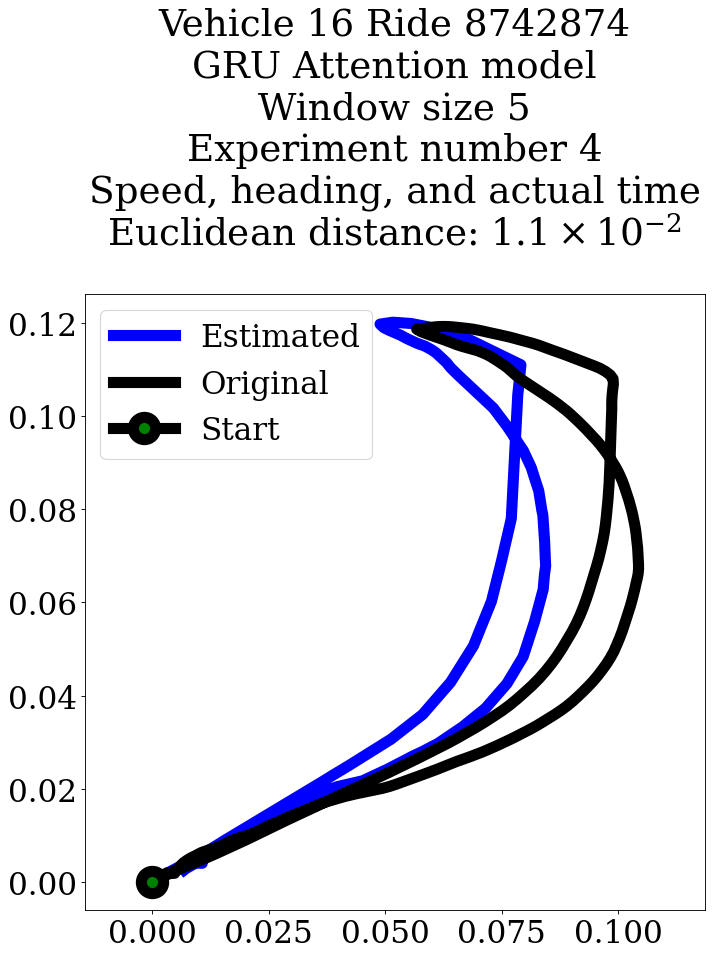 Vehicle 16 Ride 8742874
GRU Attention model
Window size 5
Experiment number 4
Speed, heading, and actual time
Euclidean distance: 1.1 × 10⁻²
Estimated
Original
Start
0.12
0.10
0.08
0.06
0.04
0.02
0.00
0.000 0.025 0.050 0.075 0.100